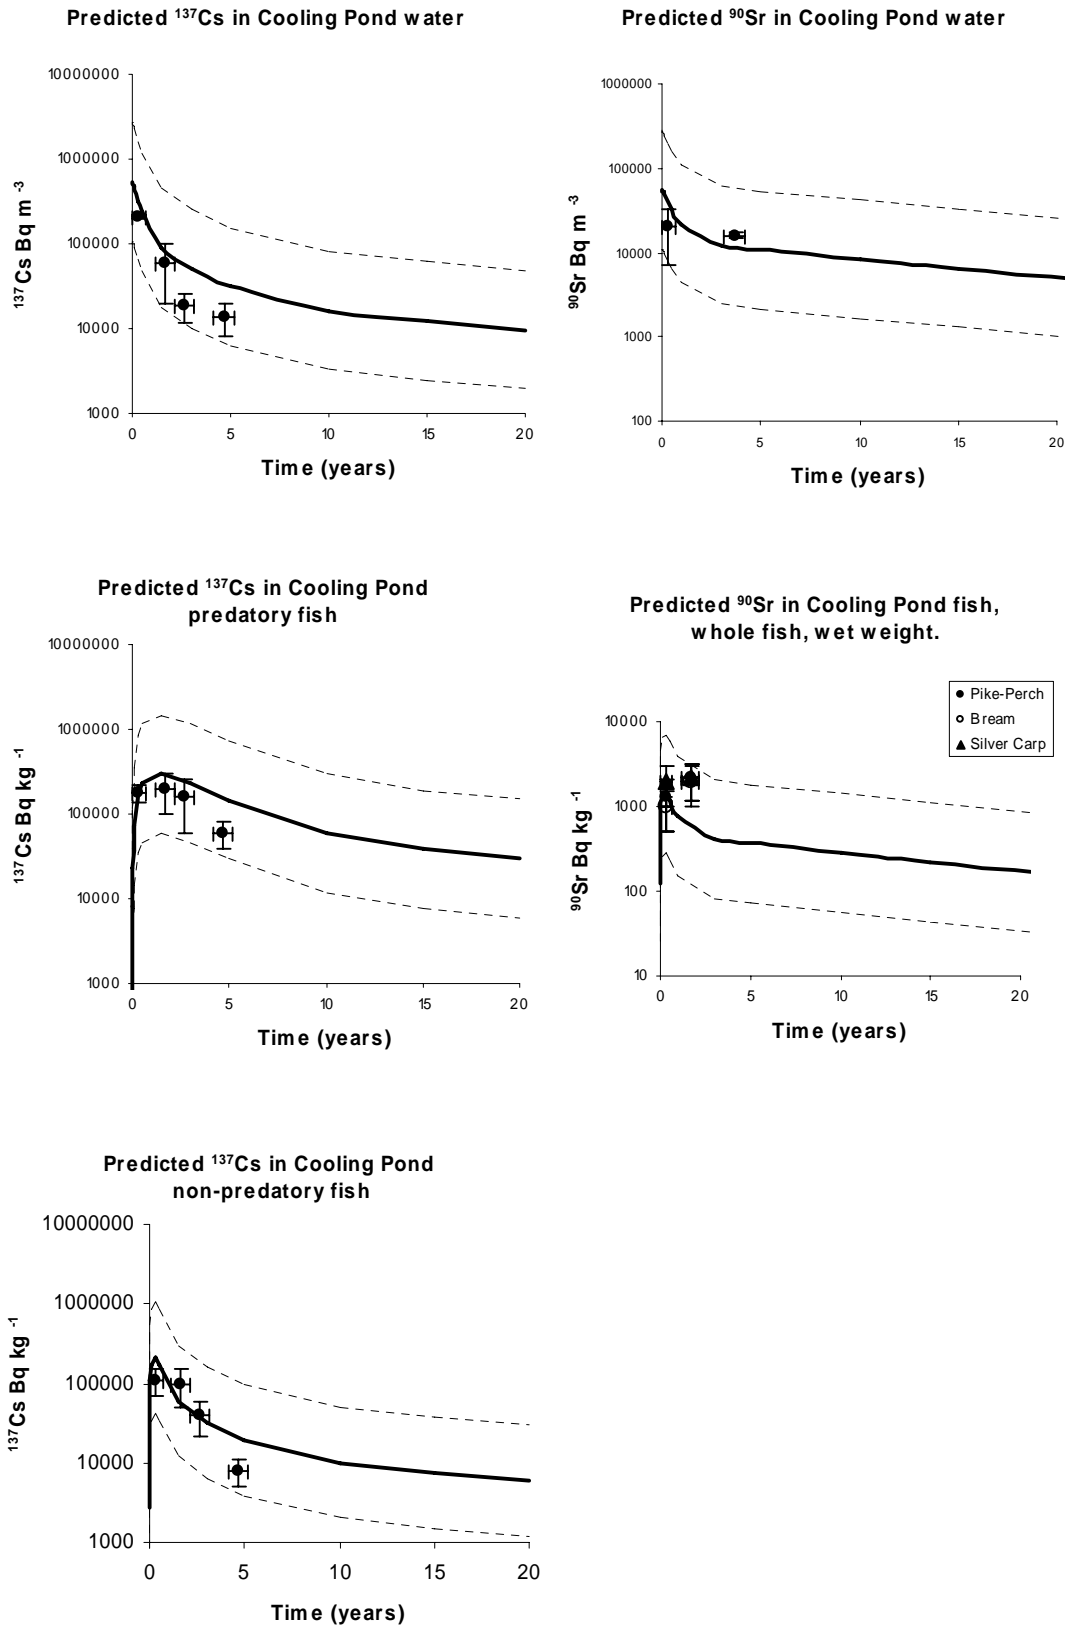 Predicted ¹³⁷Cs in Cooling Pond water
10000000
1000000
100000
10000
1000
¹³⁷Cs Bq m ⁻³
0 5 10 15 20
Time (years)
Predicted ⁹⁰Sr in Cooling Pond water
1000000
100000
10000
1000
100
⁹⁰Sr Bq m ⁻³
0 5 10 15 20
Time (years)
Predicted ¹³⁷Cs in Cooling Pond
predatory fish
10000000
1000000
100000
10000
1000
¹³⁷Cs Bq kg ⁻¹
0 5 10 15 20
Time (years)
Predicted ⁹⁰Sr in Cooling Pond fish,
whole fish, wet weight.
Pike-Perch
Bream
Silver Carp
10000
1000
100
10
⁹⁰Sr Bq kg ⁻¹
0 5 10 15 20
Time (years)
Predicted ¹³⁷Cs in Cooling Pond
non-predatory fish
10000000
1000000
100000
10000
1000
¹³⁷Cs Bq kg ⁻¹
0 5 10 15 20
Time (years)